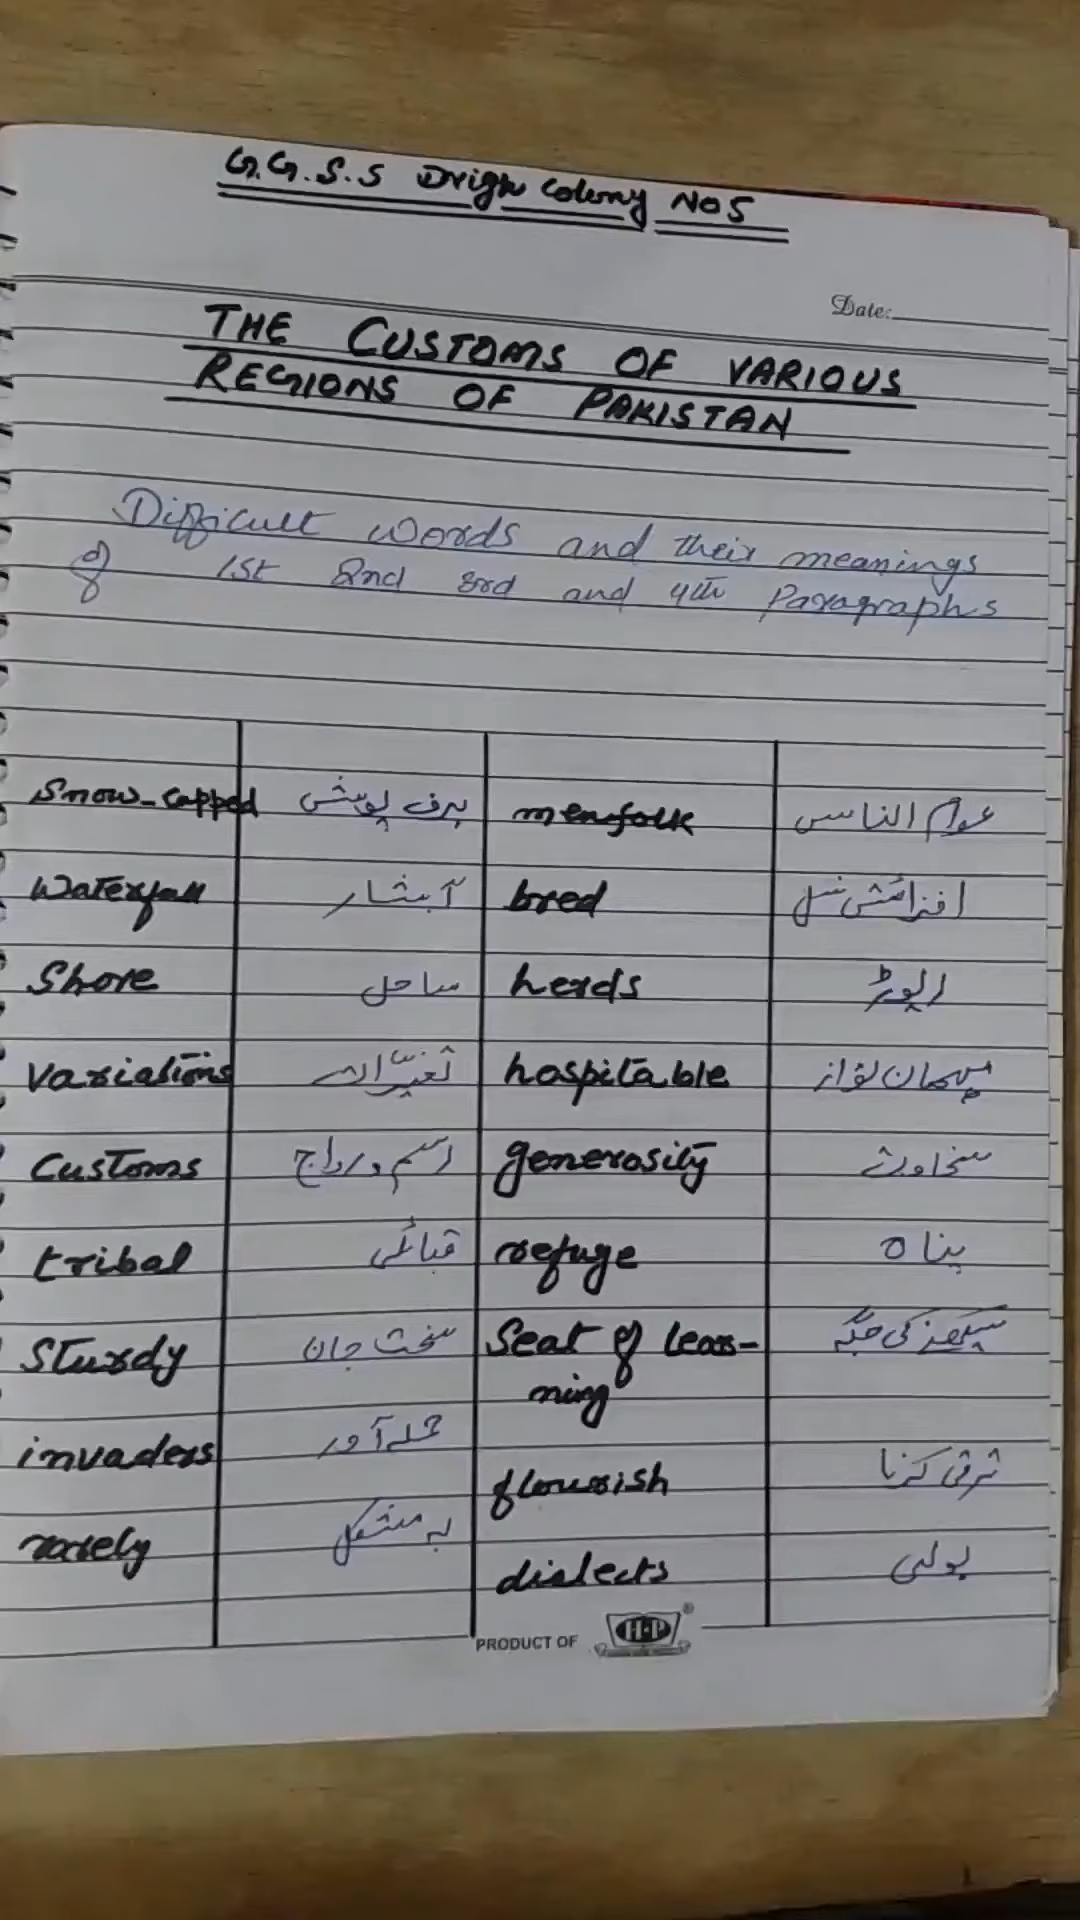 G.G.S.S Drigh Colony No 5
Date:
THE CUSTOMS OF VARIOUS
REGIONS OF PAKISTAN
Difficult words and their meanings
of 1st 2nd 3rd and 4th Paragraphs
Snow-capped برف پوش menfolk عوام الناس
Waterfall آبشار bred افزائش نسل
Shore ساحل herds ریوڑ
Variations تغیرات hospitable مہمان نواز
Customs رسم و رواج generosity سخاوت
tribal قبائلی refuge پناہ
Sturdy سخت جان Seat of lear-
ning سیکھنے کی جگہ
invaders حملہ آور flourish ترقی کرنا
rarely بہ مشکل dialects بولی
PRODUCT OF H·P ®